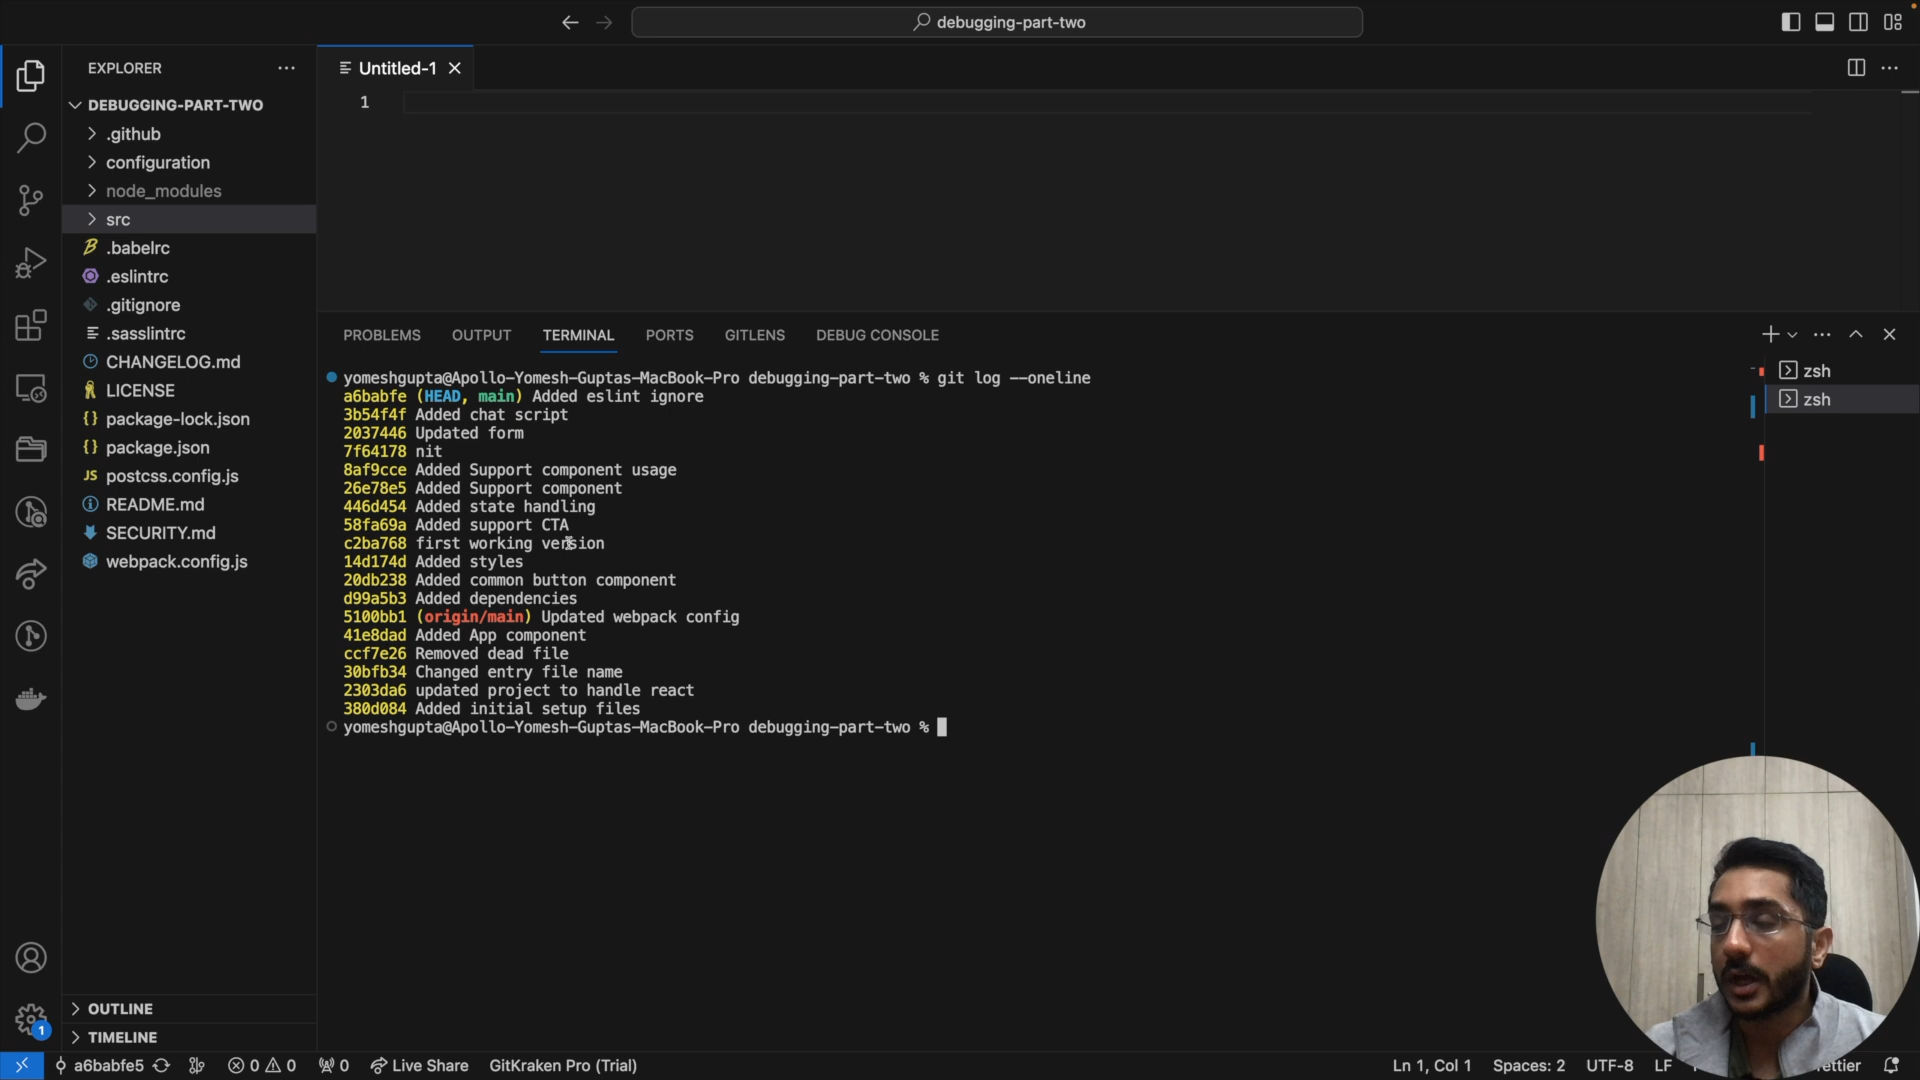 debugging-part-two
EXPLORER
Untitled-1
DEBUGGING-PART-TWO
.github
configuration
node_modules
src
.babelrc
.eslintrc
.gitignore
.sasslintrc
CHANGELOG.md
LICENSE
package-lock.json
package.json
JS postcss.config.js
README.md
SECURITY.md
webpack.config.js
OUTLINE
TIMELINE
1
1
PROBLEMS OUTPUT TERMINAL PORTS GITLENS DEBUG CONSOLE
yomeshgupta@Apollo-Yomesh-Guptas-MacBook-Pro debugging-part-two % git log --oneline
a6babfe (HEAD, main) Added eslint ignore
3b54f4f Added chat script
2037446 Updated form
7f64178 nit
8af9cce Added Support component usage
26e78e5 Added Support component
446d454 Added state handling
58fa69a Added support CTA
c2ba768 first working version
14d174d Added styles
20db238 Added common button component
d99a5b3 Added dependencies
5100bb1 (origin/main) Updated webpack config
41e8dad Added App component
ccf7e26 Removed dead file
30bfb34 Changed entry file name
2303da6 updated project to handle react
380d084 Added initial setup files
yomeshgupta@Apollo-Yomesh-Guptas-MacBook-Pro debugging-part-two %
zsh
zsh
a6babfe5 0 0 0 Live Share GitKraken Pro (Trial) Ln 1, Col 1 Spaces: 2 UTF-8 LF